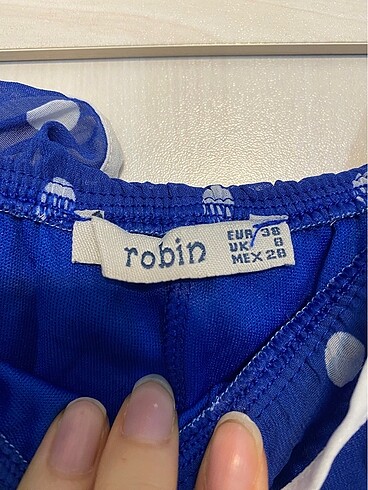 robin
EUR 38
UK 8
MEX 28